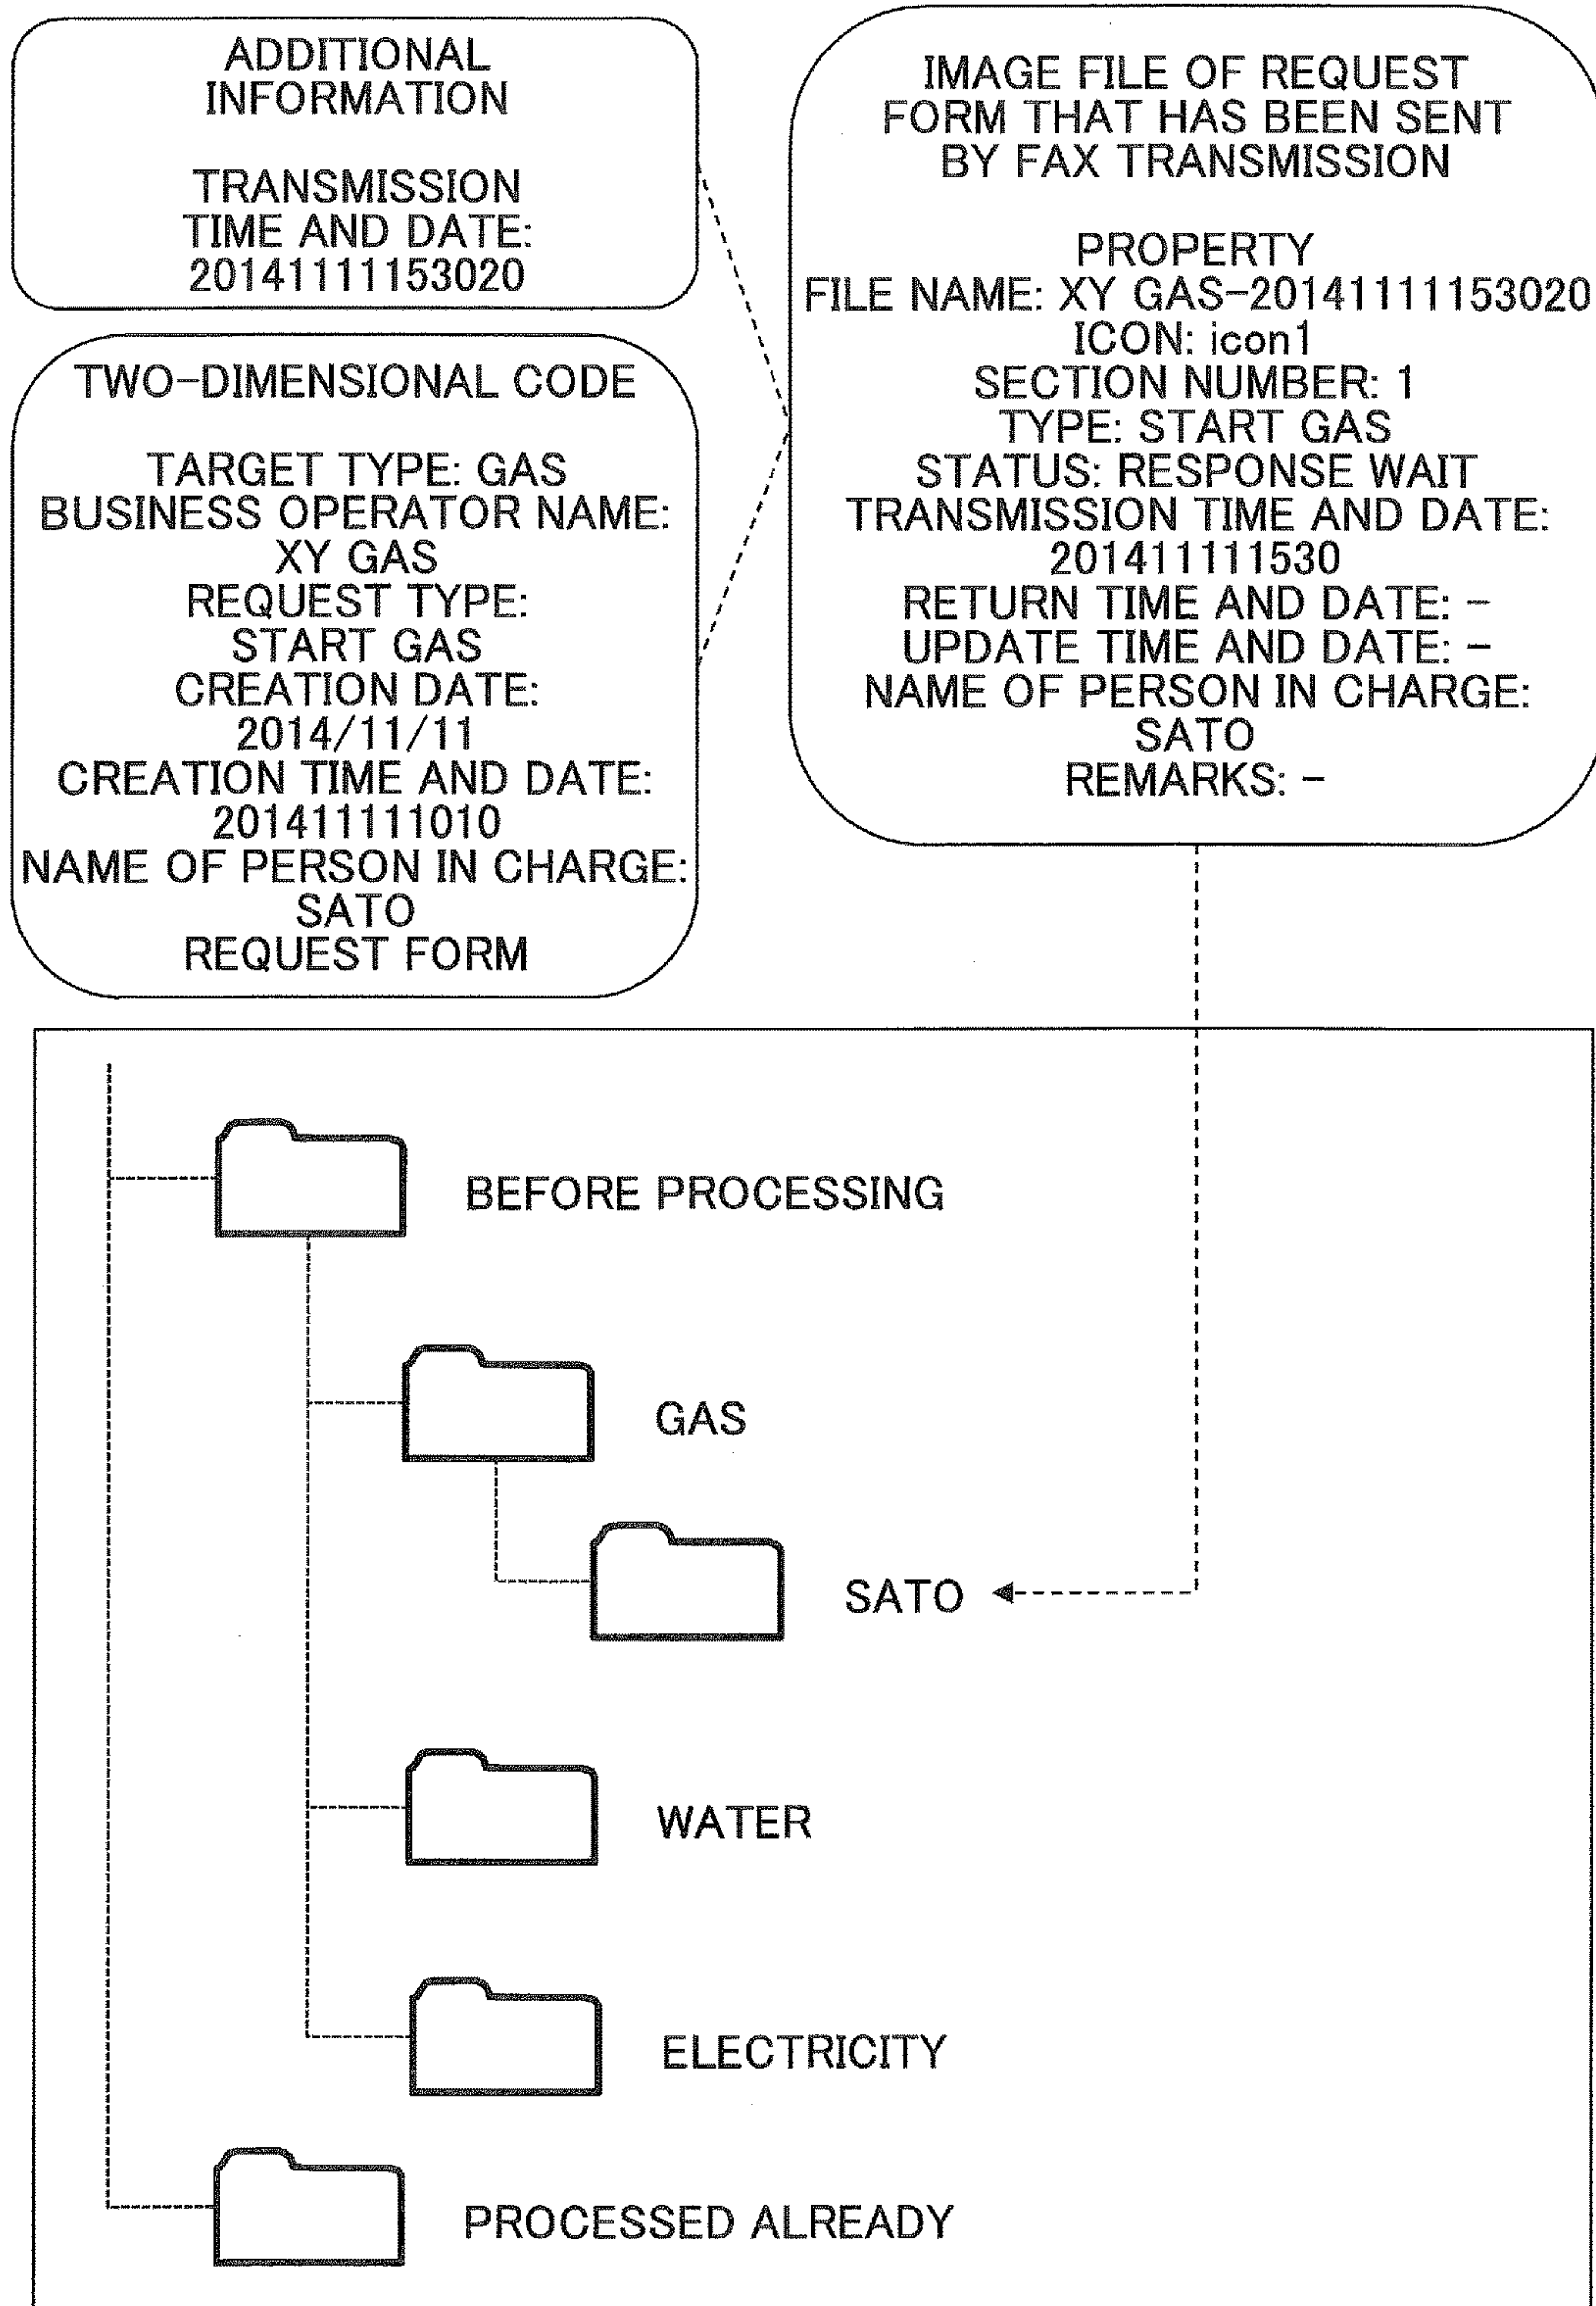 ADDITIONAL
INFORMATION
TRANSMISSION
TIME AND DATE:
20141111153020
TWO-DIMENSIONAL CODE
TARGET TYPE: GAS
BUSINESS OPERATOR NAME:
XY GAS
REQUEST TYPE:
START GAS
CREATION DATE:
2014/11/11
CREATION TIME AND DATE:
201411111010
NAME OF PERSON IN CHARGE:
SATO
REQUEST FORM
IMAGE FILE OF REQUEST
FORM THAT HAS BEEN SENT
BY FAX TRANSMISSION
PROPERTY
FILE NAME: XY GAS-20141111153020
ICON: icon1
SECTION NUMBER: 1
TYPE: START GAS
STATUS: RESPONSE WAIT
TRANSMISSION TIME AND DATE:
201411111530
RETURN TIME AND DATE: -
UPDATE TIME AND DATE: -
NAME OF PERSON IN CHARGE:
SATO
REMARKS: -
BEFORE PROCESSING
GAS
SATO
WATER
ELECTRICITY
PROCESSED ALREADY